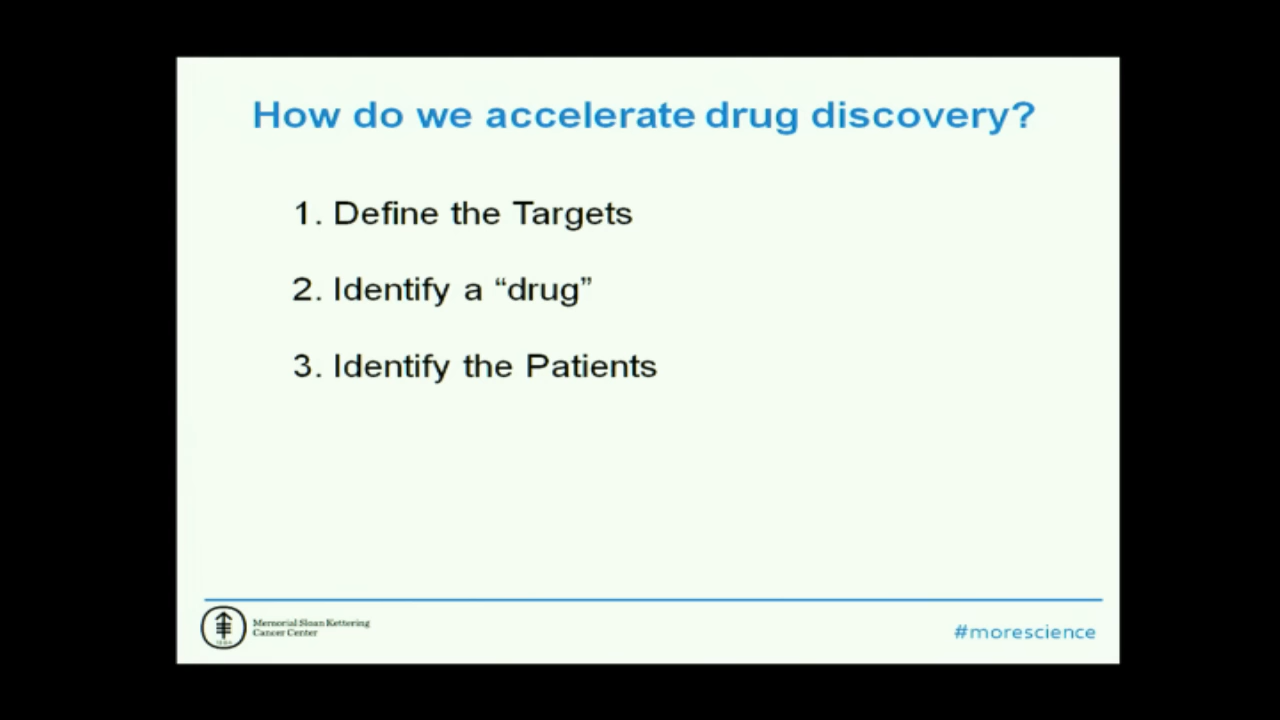 How do we accelerate drug discovery?
1. Define the Targets
2. Identify a “drug”
3. Identify the Patients
Memorial Sloan Kettering
Cancer Center
#morescience